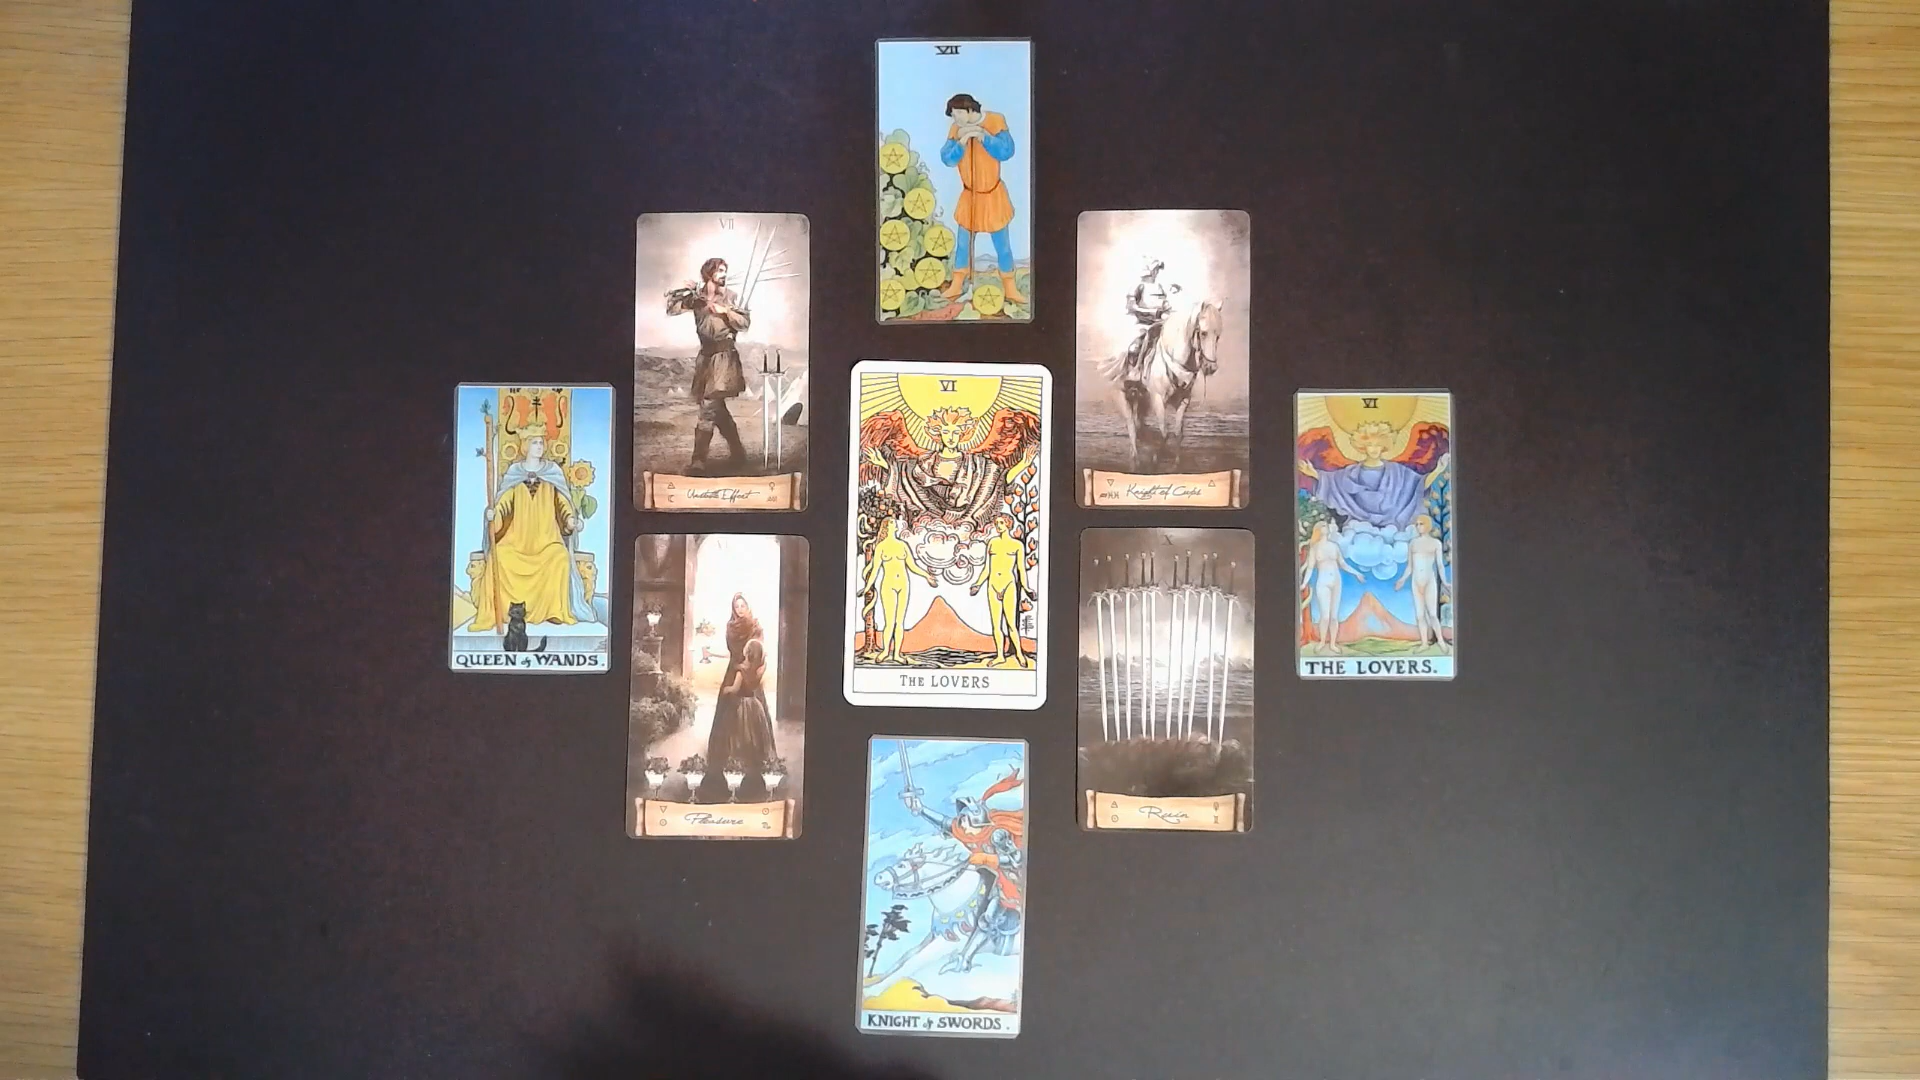 VII
VII
VI
VI
Unstable Effort
Knight of Cups
QUEEN of WANDS.
THE LOVERS
THE LOVERS.
X
Pleasure
Ruin
KNIGHT of SWORDS.